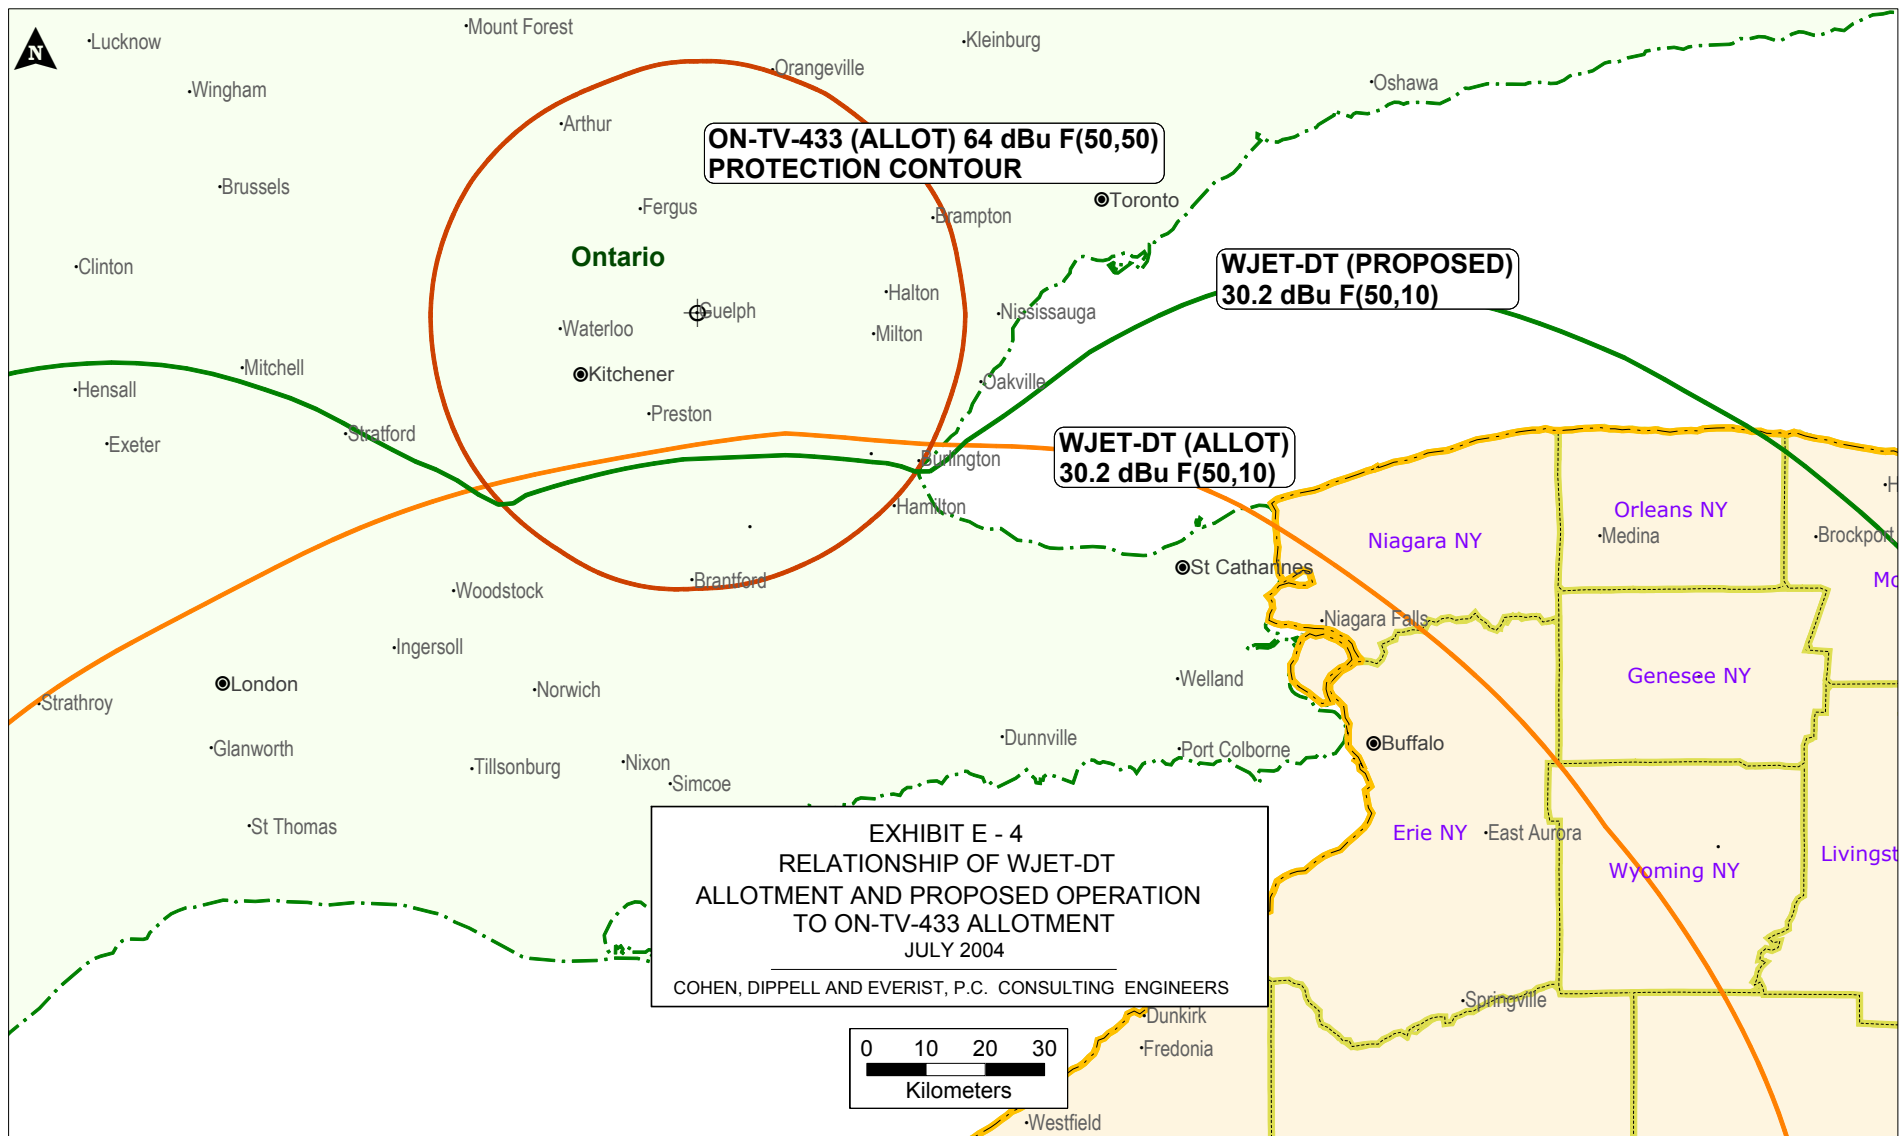 N
Lucknow
Mount Forest
Kleinburg
Orangeville
Oshawa
Wingham
Arthur
ON-TV-433 (ALLOT) 64 dBu F(50,50)
PROTECTION CONTOUR
Brussels
Fergus
Brampton
Toronto
Ontario
Clinton
WJET-DT (PROPOSED)
30.2 dBu F(50,10)
Halton
Guelph
Nississauga
Waterloo
Milton
Mitchell
Kitchener
Hensall
Oakville
Preston
Stratford
Exeter
WJET-DT (ALLOT)
30.2 dBu F(50,10)
Burlington
H
Hamilton
Orleans NY
Niagara NY
Medina
Brockport
St Catharines
Brantford
Mo
Woodstock
Niagara Falls
Ingersoll
London
Norwich
Welland
Genesee NY
Strathroy
Glanworth
Dunnville
Port Colborne
Buffalo
Tillsonburg
Nixon
Simcoe
St Thomas
Erie NY
East Aurora
Livingst
Wyoming NY
EXHIBIT E - 4
RELATIONSHIP OF WJET-DT
ALLOTMENT AND PROPOSED OPERATION
TO ON-TV-433 ALLOTMENT
JULY 2004
COHEN, DIPPELL AND EVERIST, P.C. CONSULTING ENGINEERS
Springville
Dunkirk
Fredonia
0 10 20 30
Kilometers
Westfield